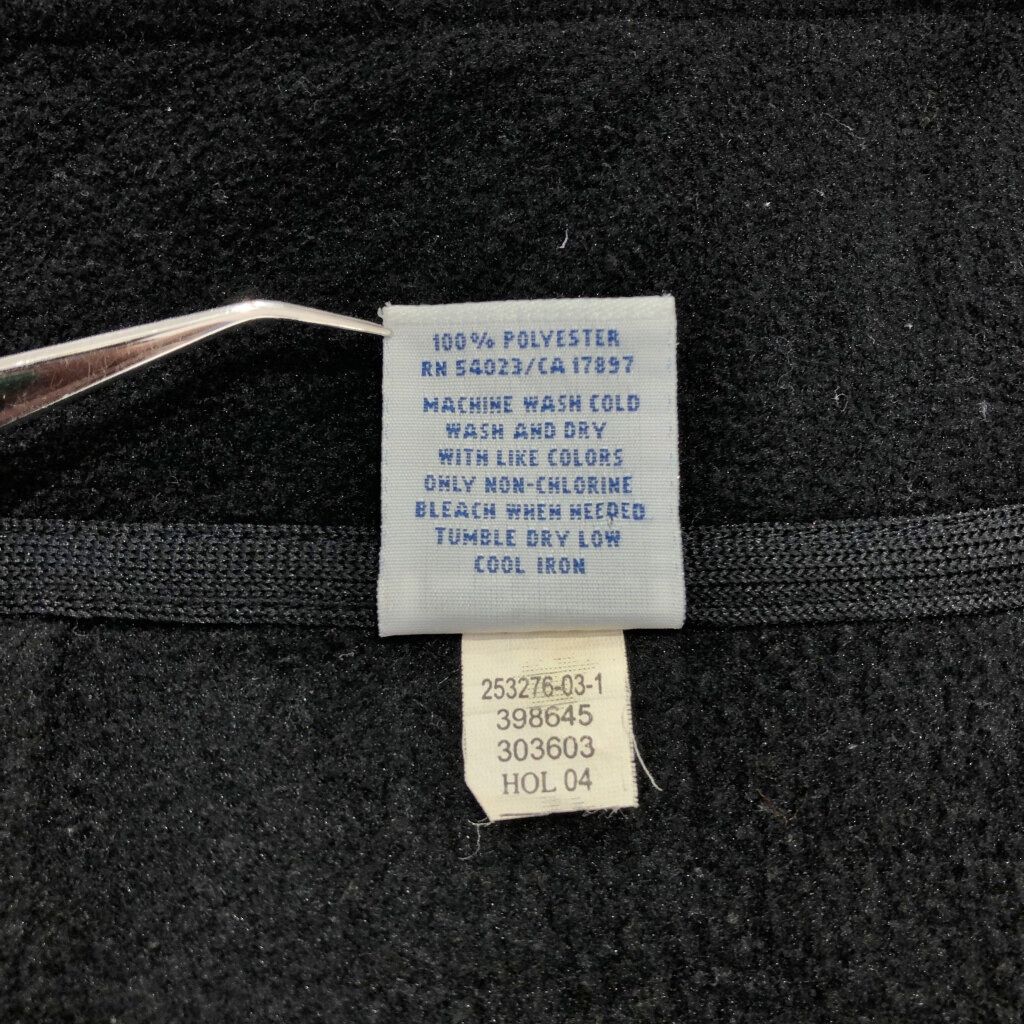 100% POLYESTER
RN 54023/CA 17897
MACHINE WASH COLD
WASH AND DRY
WITH LIKE COLORS
ONLY NON-CHLORINE
BLEACH WHEN NEEDED
TUMBLE DRY LOW
COOL IRON
253276-03-1
398645
303603
HOL 04